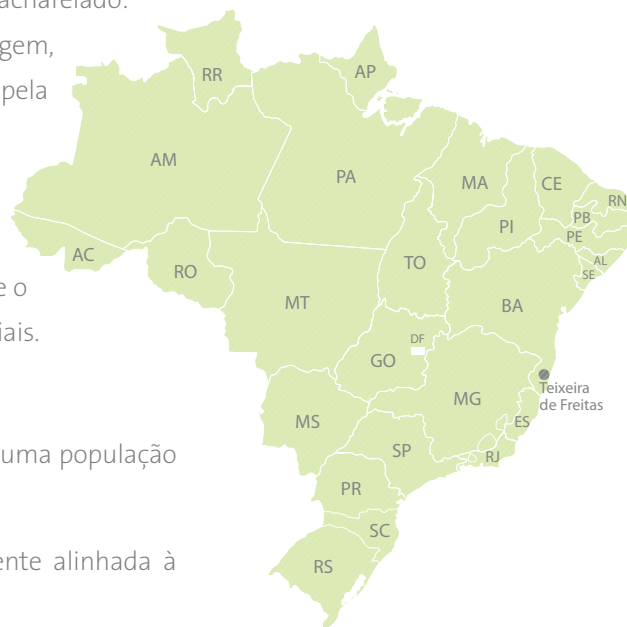 acharelado.
gem,
pela
e o
iais.
uma população
ente alinhada à
RR
AP
AM
PA
MA
CE
RN
PI
PB
PE
AC
RO
TO
AL
SE
MT
BA
DF
GO
MG
Teixeira
de Freitas
MS
ES
SP
RJ
PR
SC
RS